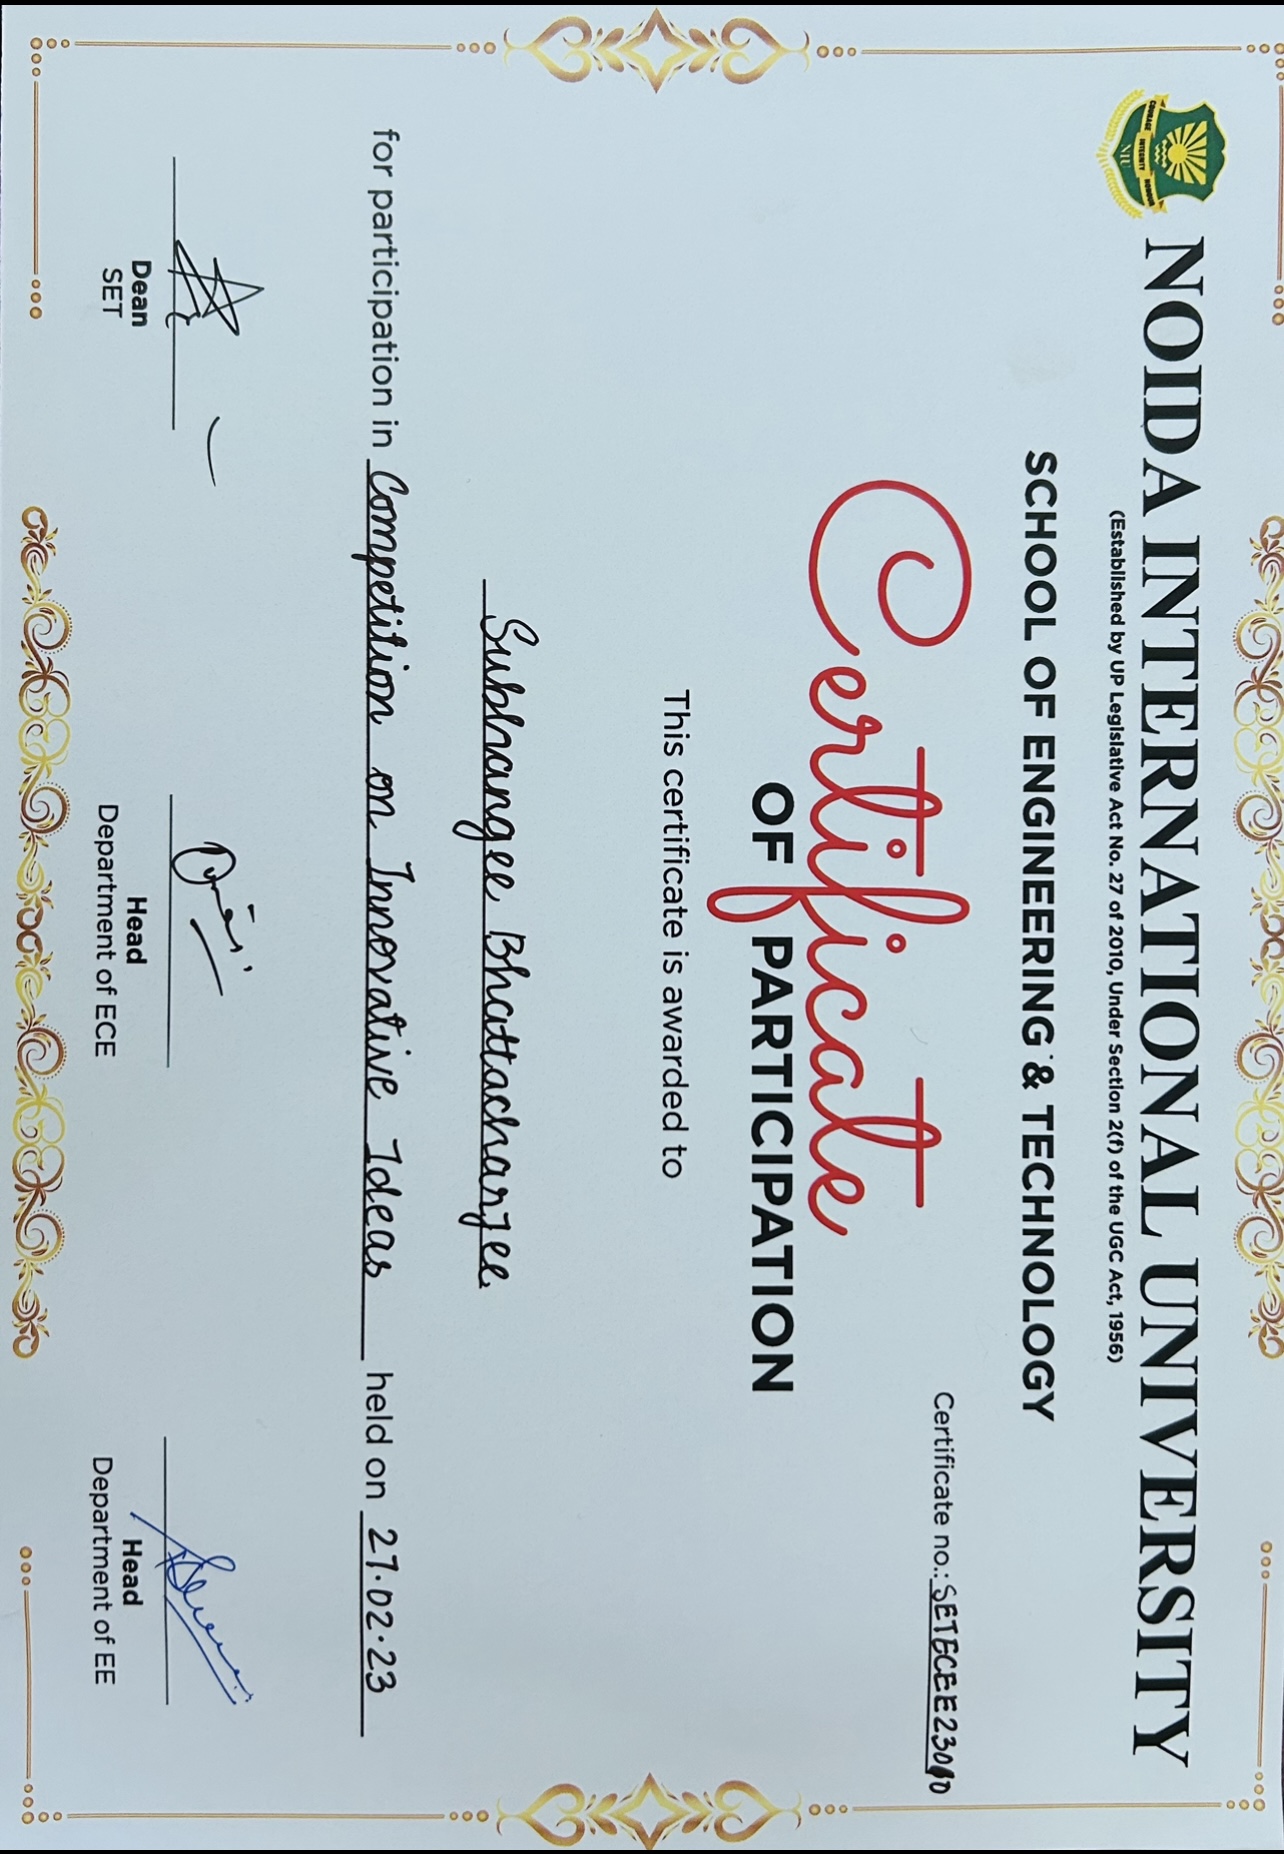 COURAGE INTEGRITY HONOUR
NIU
NOIDA INTERNATIONAL UNIVERSITY
(Established by UP Legislative Act No. 27 of 2010, Under Section 2(f) of the UGC Act, 1956)
SCHOOL OF ENGINEERING & TECHNOLOGY
Certificate no.:
Certificate
OF PARTICIPATION
This certificate is awarded to
Subhangee Bhattacharjee
for participation in Competition on Innovative Ideas held on 27.02.23
Dean
SET
Head
Department of ECE
Head
Department of EE